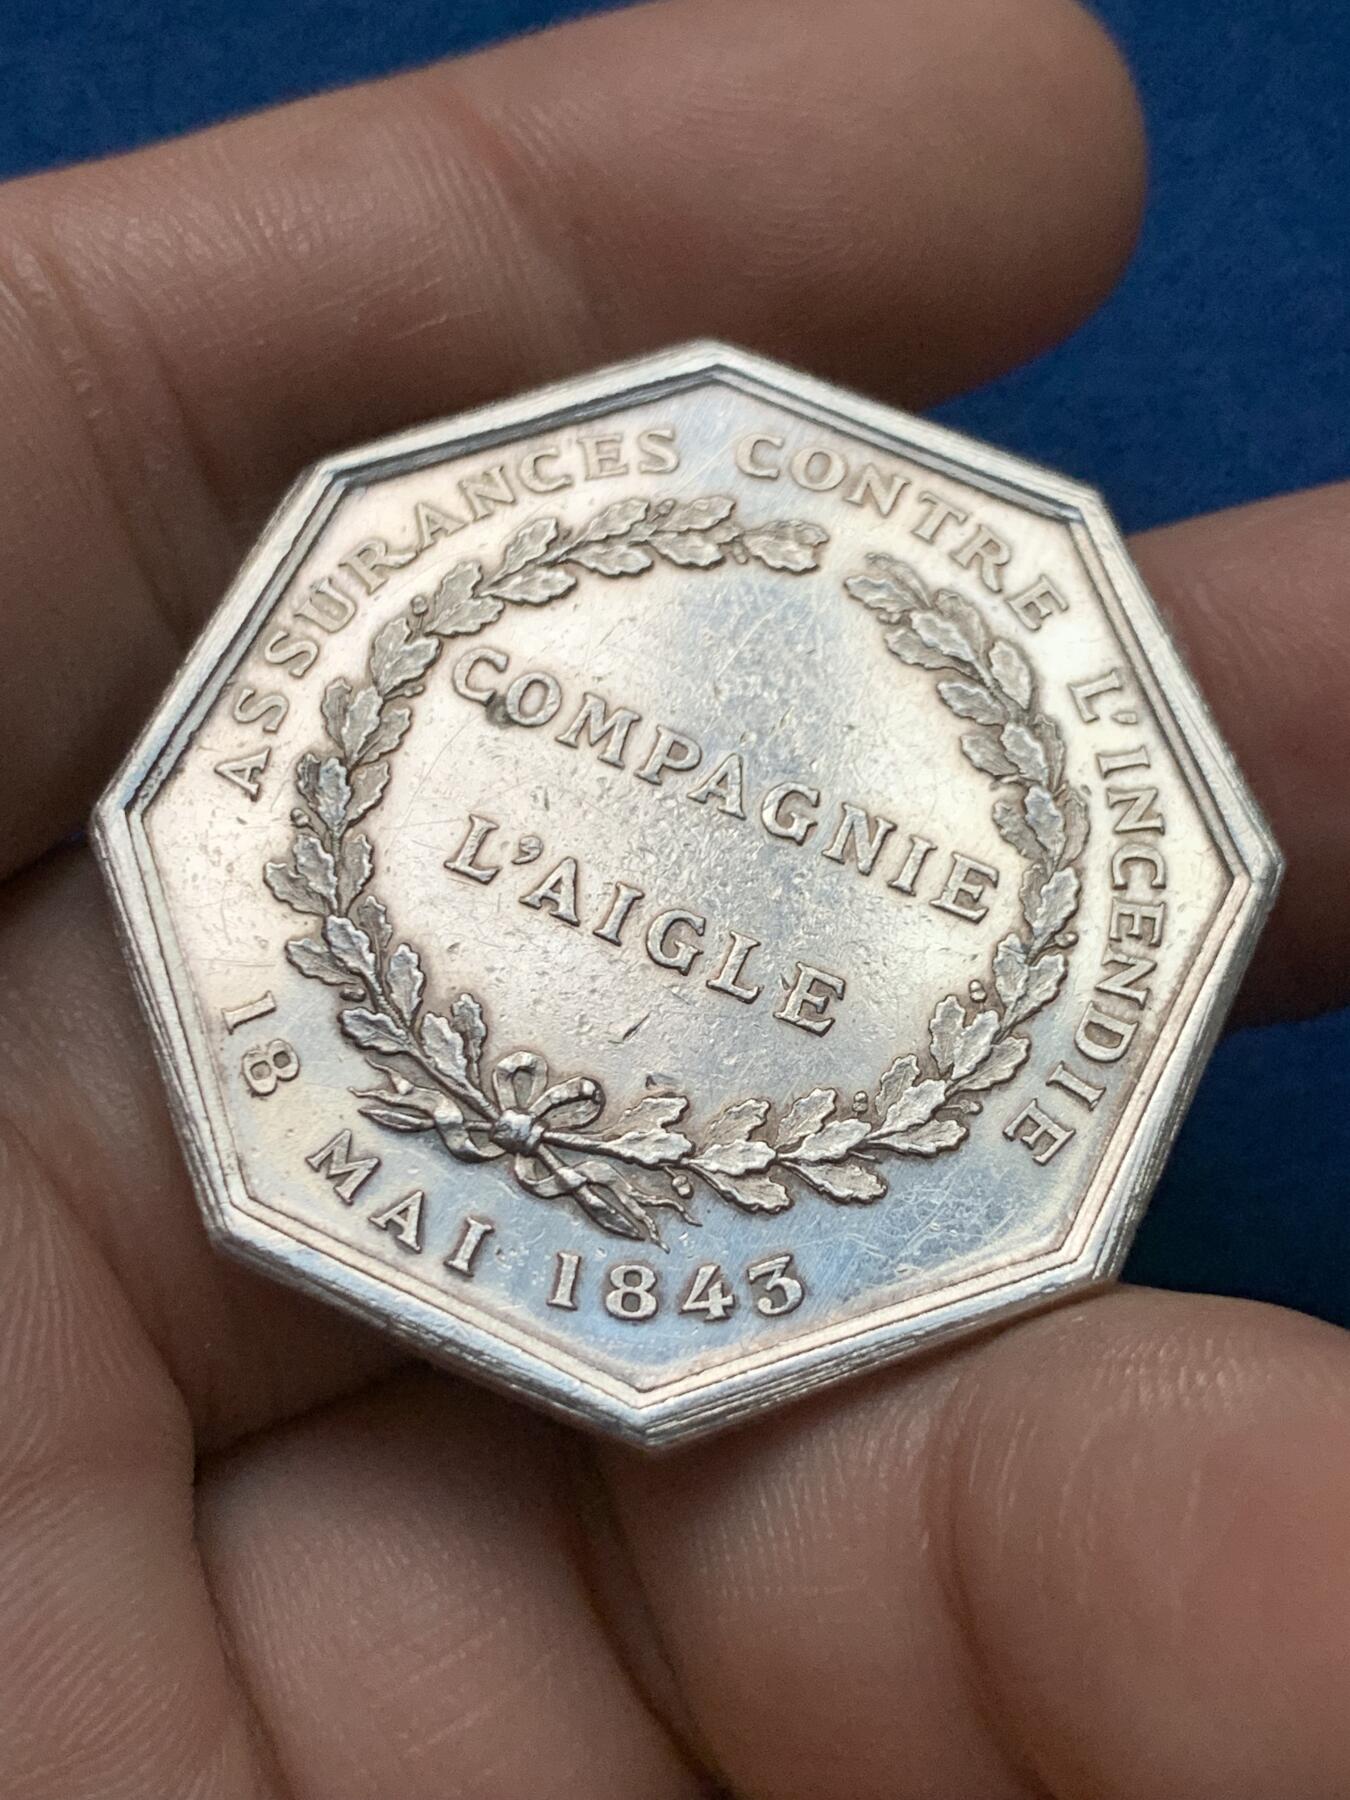 ASSURANCES CONTRE L'INCENDIE
COMPAGNIE
L'AIGLE
18 MAI 1843